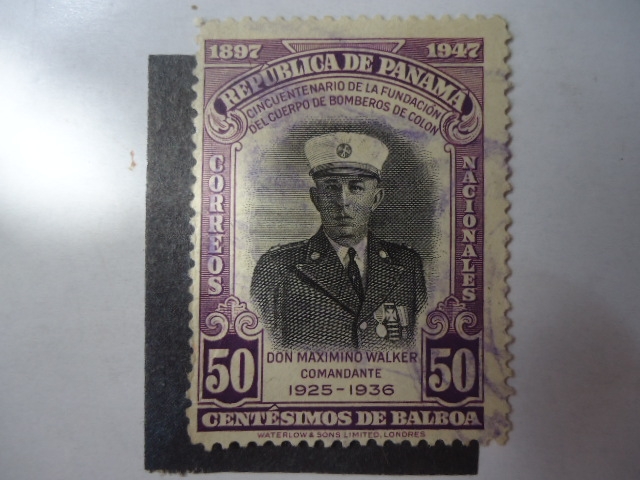 1897 1947
REPUBLICA DE PANAMA
CINCUENTENARIO DE LA FUNDACIÓN
DEL CUERPO DE BOMBEROS DE COLON
CORREOS
NACIONALES
DON MAXIMINO WALKER
COMANDANTE
1925-1936
50 50
CENTÉSIMOS DE BALBOA
WATERLOW & SONS LIMITED, LONDRES